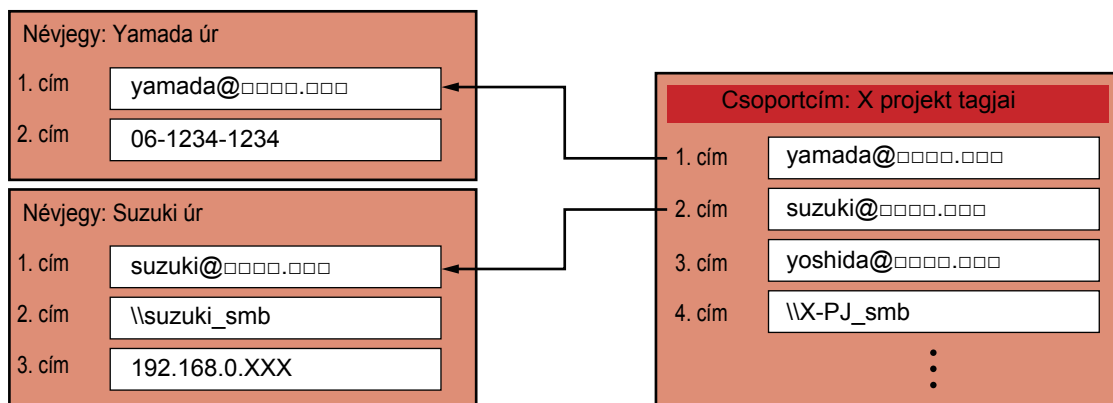 Névjegy: Yamada úr
1. cím yamada@□□□□.□□□
2. cím 06-1234-1234
Névjegy: Suzuki úr
1. cím suzuki@□□□□.□□□
2. cím \\suzuki_smb
3. cím 192.168.0.XXX
Csoportcím: X projekt tagjai
1. cím yamada@□□□□.□□□
2. cím suzuki@□□□□.□□□
3. cím yoshida@□□□□.□□□
4. cím \\X-PJ_smb